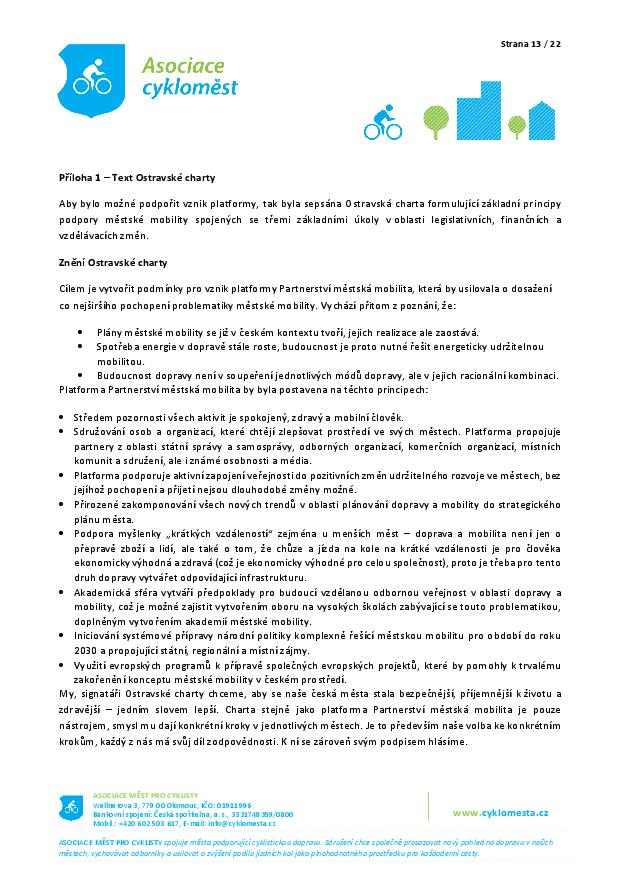 Strana 13 / 22
Asociace
cykloměst
Příloha 1 – Text Ostravské charty
Aby bylo možné podpořit vznik platformy, tak byla sepsána Ostravská charta formulující základní principy
podpory městské mobility spojených se třemi základními úkoly v oblasti legislativních, finančních a
vzdělávacích změn.
Znění Ostravské charty
Cílem je vytvořit podmínky pro vznik platformy Partnerství městská mobilita, která by usilovala o dosažení
co nejširšího pochopení problematiky městské mobility. Vychází přitom z poznání, že:
• Plány městské mobility se již v českém kontextu tvoří, jejich realizace ale zaostává.
• Spotřeba energie v dopravě stále roste, budoucnost je proto nutné řešit energeticky udržitelnou
mobilitou.
• Budoucnost dopravy není v soupeření jednotlivých módů dopravy, ale v jejich racionální kombinaci.
Platforma Partnerství městská mobilita by byla postavena na těchto principech:
• Středem pozornosti všech aktivit je spokojený, zdravý a mobilní člověk.
• Sdružování osob a organizací, které chtějí zlepšovat prostředí ve svých městech. Platforma propojuje
partnery z oblasti státní správy a samosprávy, odborných organizací, komerčních organizací, místních
komunit a sdružení, ale i známé osobnosti a média.
• Platforma podporuje aktivní zapojení veřejnosti do pozitivních změn udržitelného rozvoje ve městech, bez
jejíhož pochopení a přijetí nejsou dlouhodobé změny možné.
• Přirozené zakomponování všech nových trendů v oblasti plánování dopravy a mobility do strategického
plánu města.
• Podpora myšlenky „krátkých vzdáleností“ zejména u menších měst – doprava a mobilita není jen o
přepravě zboží a lidí, ale také o tom, že chůze a jízda na kole na krátké vzdálenosti je pro člověka
ekonomicky výhodná a zdravá (což je ekonomicky výhodné pro celou společnost), proto je třeba pro tento
druh dopravy vytvářet odpovídající infrastrukturu.
• Akademická sféra vytváří předpoklady pro budoucí vzdělanou odbornou veřejnost v oblasti dopravy a
mobility, což je možné zajistit vytvořením oboru na vysokých školách zabývající se touto problematikou,
doplněným vytvořením akademií městské mobility.
• Iniciování systémové přípravy národní politiky komplexně řešící městskou mobilitu pro období do roku
2030 a propojující státní, regionální a místní zájmy.
• Využití evropských programů k přípravě společných evropských projektů, které by pomohly k trvalému
zakořenění konceptu městské mobility v českém prostředí.
My, signatáři Ostravské charty chceme, aby se naše česká města stala bezpečnější, příjemnější k životu a
zdravější – jedním slovem lepší. Charta stejně jako platforma Partnerství městská mobilita je pouze
nástrojem, smysl mu dají konkrétní kroky v jednotlivých městech. Je to především naše volba ke konkrétním
krokům, každý z nás má svůj díl zodpovědnosti. K ní se zároveň svým podpisem hlásíme.
ASOCIACE MĚST PRO CYKLISTY
Wellnerova 3, 779 00 Olomouc, IČO: 01911996
Bankovní spojení: Česká spořitelna, a. s., 3331748359/0800
Mobil.: +420 602 503 617, E-mail: info@cyklomesta.cz
www.cyklomesta.cz
ASOCIACE MĚST PRO CYKLISTY spojuje města podporující cyklistickou dopravu. Sdružení chce společně prosazovat nový pohled na dopravu v našich
městech, vychovávat odborníky a usilovat o zvýšení podílu jízdních kol jako plnohodnotného prostředku pro každodenní cesty.